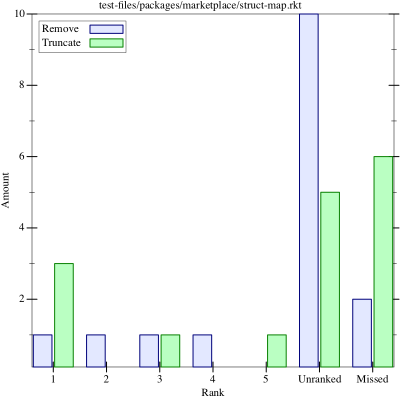 test-files/packages/marketplace/struct-map.rkt
Remove
Truncate
10
8
6
4
2
Amount
1 2 3 4 5 Unranked Missed
Rank